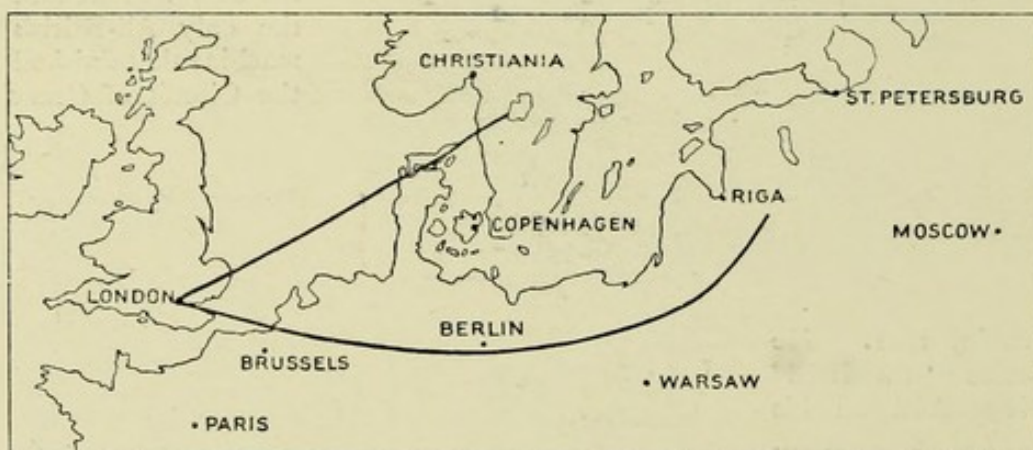 CHRISTIANIA
ST. PETERSBURG
RIGA
COPENHAGEN
MOSCOW
LONDON
BERLIN
BRUSSELS
WARSAW
PARIS